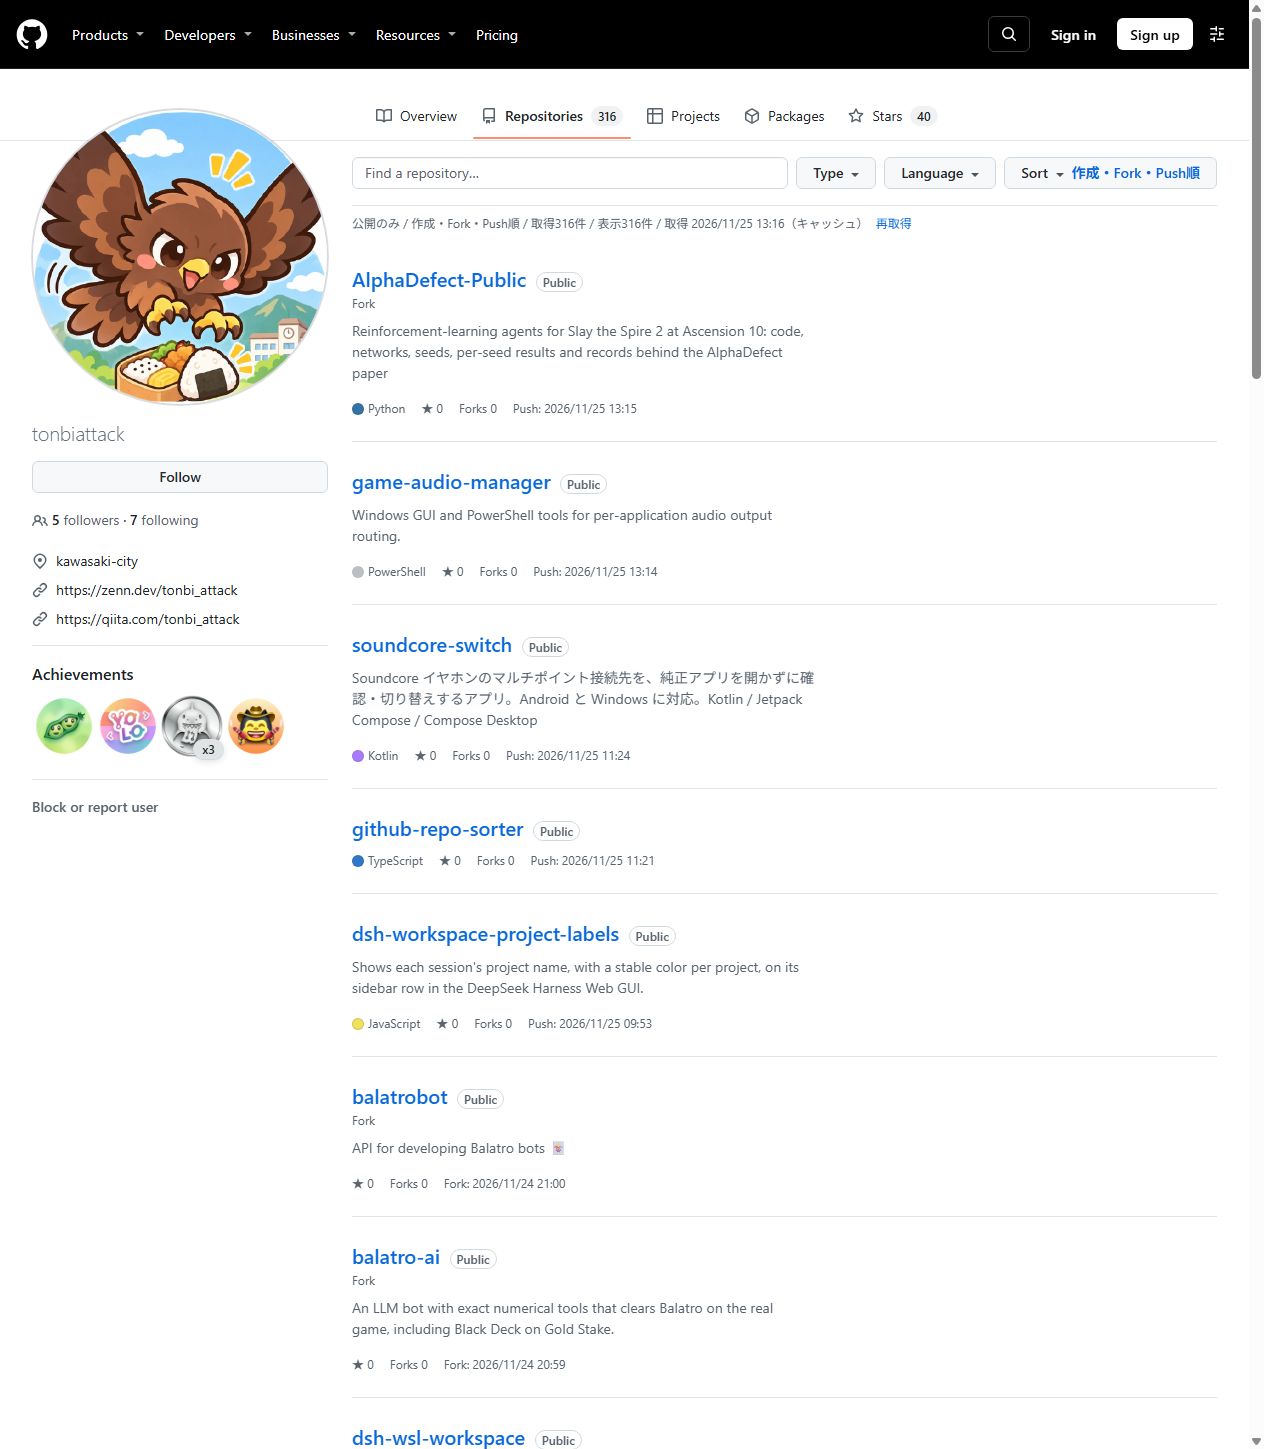 Products Developers Businesses Resources Pricing Sign in Sign up
Overview Repositories 316 Projects Packages Stars 40
Find a repository... Type Language Sort 作成・Fork・Push順
公開のみ / 作成・Fork・Push順 / 取得316件 / 表示316件 / 取得 2026/11/25 13:16（キャッシュ） 再取得
tonbiattack
Follow
5 followers · 7 following
kawasaki-city
https://zenn.dev/tonbi_attack
https://qiita.com/tonbi_attack
Achievements
YOLO
x3
Block or report user
AlphaDefect-Public Public
Fork
Reinforcement-learning agents for Slay the Spire 2 at Ascension 10: code,
networks, seeds, per-seed results and records behind the AlphaDefect
paper
Python ★ 0 Forks 0 Push: 2026/11/25 13:15
game-audio-manager Public
Windows GUI and PowerShell tools for per-application audio output
routing.
PowerShell ★ 0 Forks 0 Push: 2026/11/25 13:14
soundcore-switch Public
Soundcore イヤホンのマルチポイント接続先を、純正アプリを開かずに確
認・切り替えするアプリ。Android と Windows に対応。Kotlin / Jetpack
Compose / Compose Desktop
Kotlin ★ 0 Forks 0 Push: 2026/11/25 11:24
github-repo-sorter Public
TypeScript ★ 0 Forks 0 Push: 2026/11/25 11:21
dsh-workspace-project-labels Public
Shows each session's project name, with a stable color per project, on its
sidebar row in the DeepSeek Harness Web GUI.
JavaScript ★ 0 Forks 0 Push: 2026/11/25 09:53
balatrobot Public
Fork
API for developing Balatro bots 🃏
★ 0 Forks 0 Fork: 2026/11/24 21:00
balatro-ai Public
Fork
An LLM bot with exact numerical tools that clears Balatro on the real
game, including Black Deck on Gold Stake.
★ 0 Forks 0 Fork: 2026/11/24 20:59
dsh-wsl-workspace Public